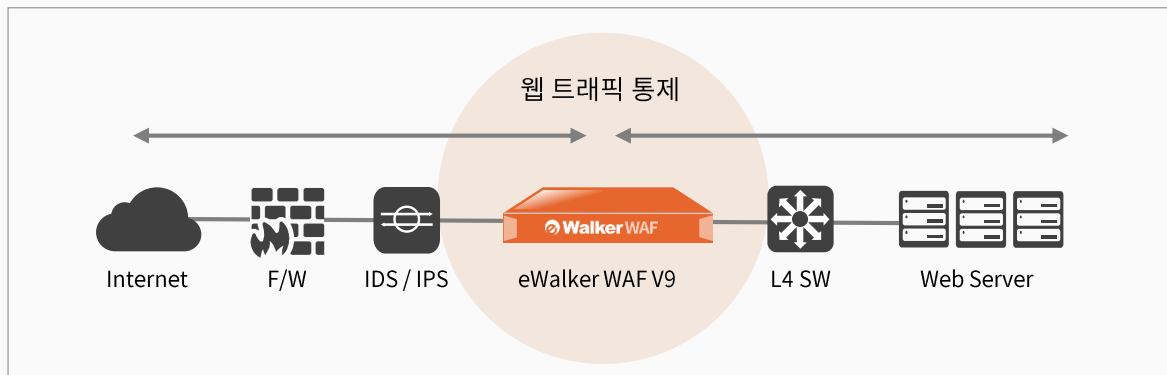 웹 트래픽 통제
eWalker WAF
Internet
F/W
IDS / IPS
eWalker WAF V9
L4 SW
Web Server